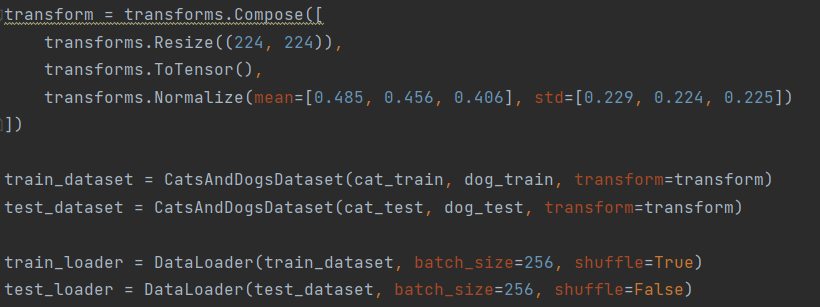 transform = transforms.Compose([
    transforms.Resize((224, 224)),
    transforms.ToTensor(),
    transforms.Normalize(mean=[0.485, 0.456, 0.406], std=[0.229, 0.224, 0.225])
])
train_dataset = CatsAndDogsDataset(cat_train, dog_train, transform=transform)
test_dataset = CatsAndDogsDataset(cat_test, dog_test, transform=transform)
train_loader = DataLoader(train_dataset, batch_size=256, shuffle=True)
test_loader = DataLoader(test_dataset, batch_size=256, shuffle=False)